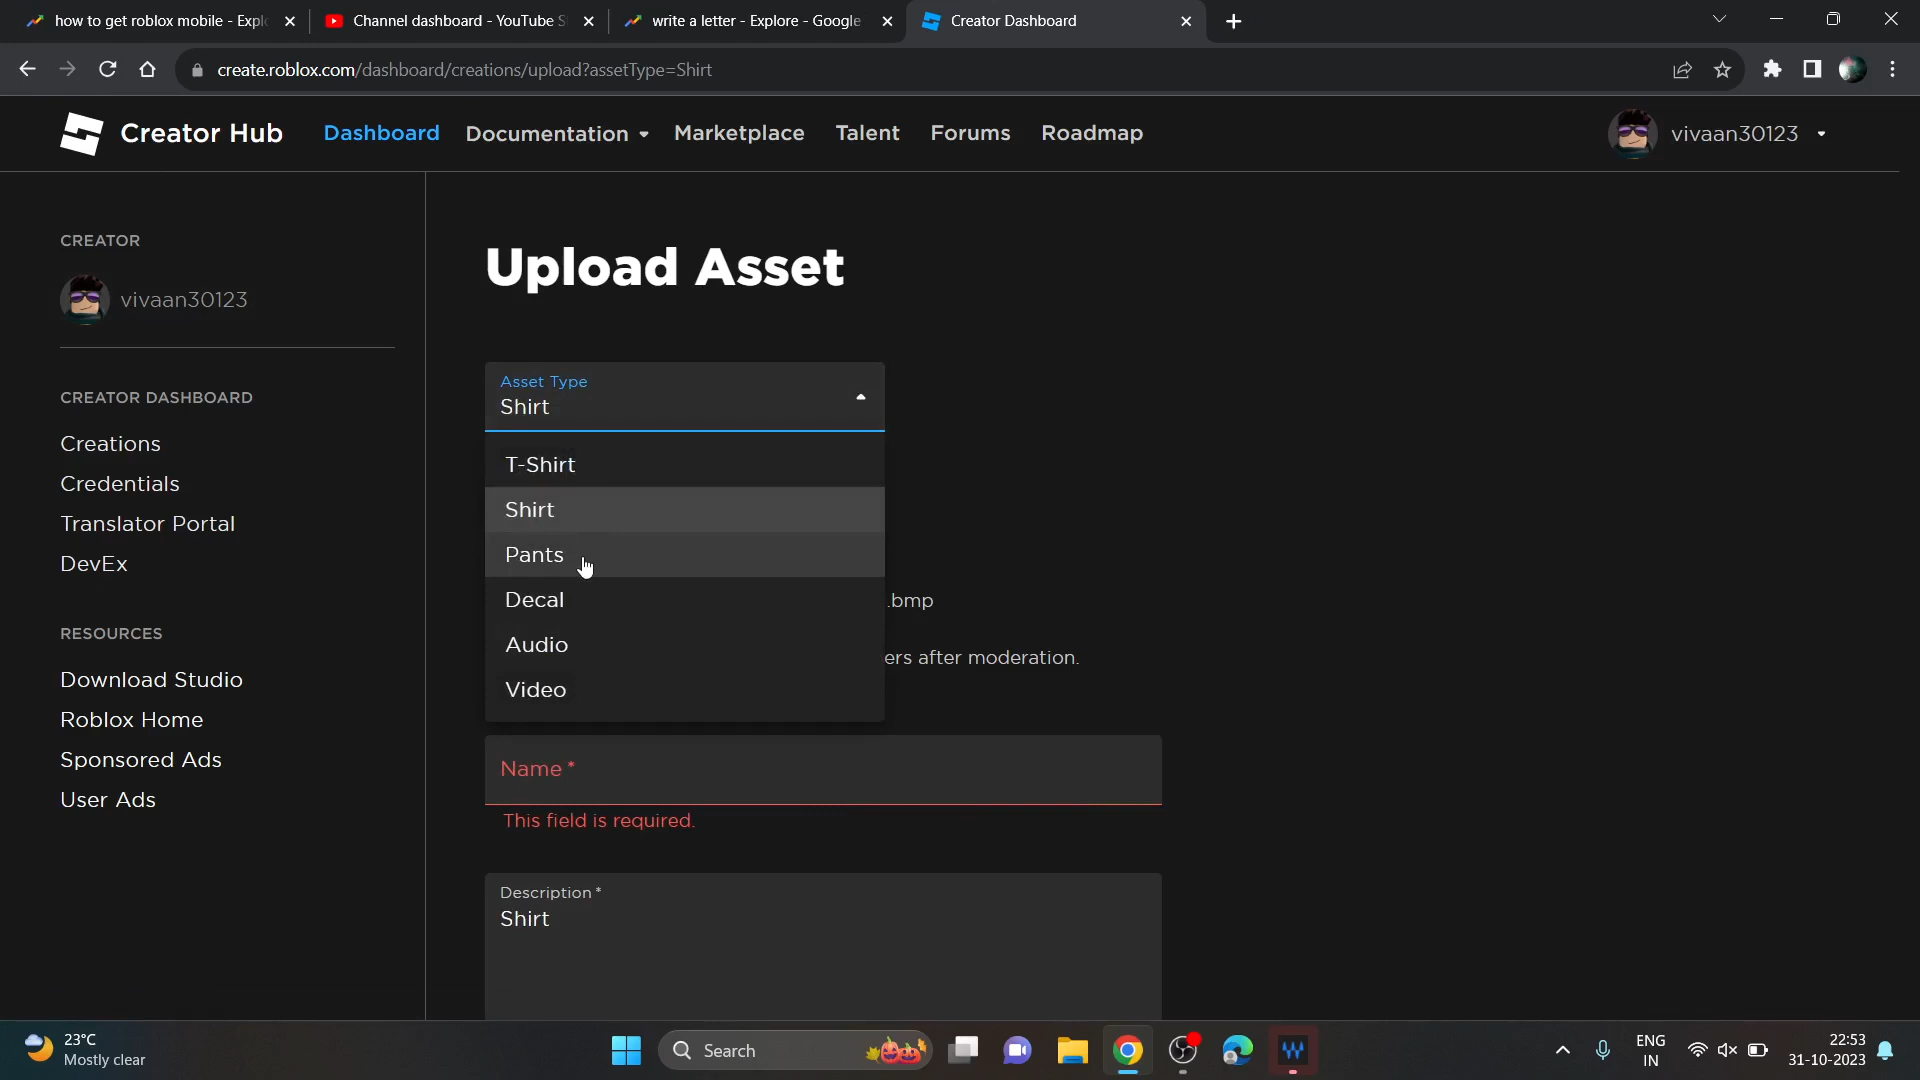 how to get roblox mobile - Expl
Channel dashboard - YouTube S
write a letter - Explore - Google
Creator Dashboard
create.roblox.com/dashboard/creations/upload?assetType=Shirt
Creator Hub
Dashboard
Documentation
Marketplace
Talent
Forums
Roadmap
vivaan30123
CREATOR
vivaan30123
CREATOR DASHBOARD
Creations
Credentials
Translator Portal
DevEx
RESOURCES
Download Studio
Roblox Home
Sponsored Ads
User Ads
Upload Asset
Asset Type
Shirt
T-Shirt
Shirt
Pants
Decal
.bmp
Audio
ers after moderation.
Video
Name *
This field is required.
Description *
Shirt
23°C
Mostly clear
Search
ENG
IN
22:53
31-10-2023